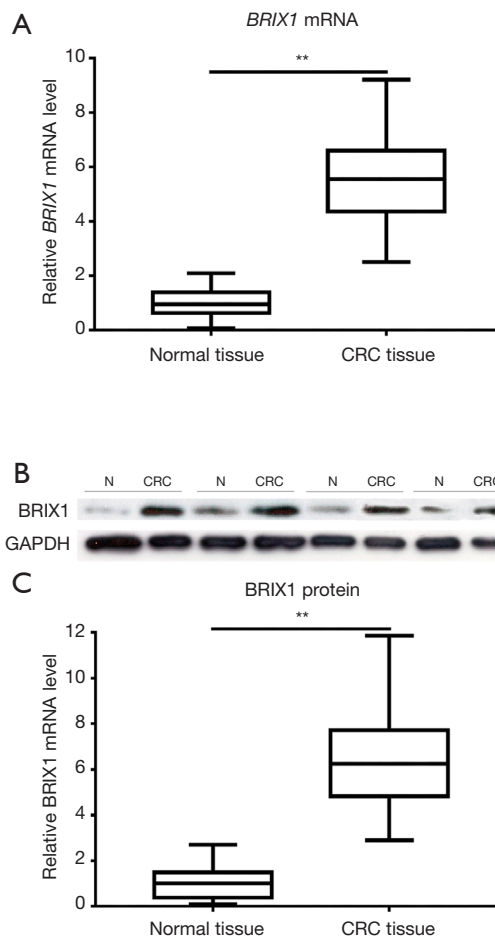 A
BRIX1 mRNA
**
10
8
6
4
2
0
Relative BRIX1 mRNA level
Normal tissue CRC tissue
B
N CRC N CRC N CRC N CRC
BRIX1
GAPDH
C
BRIX1 protein
**
12
10
8
6
4
2
0
Relative BRIX1 mRNA level
Normal tissue CRC tissue